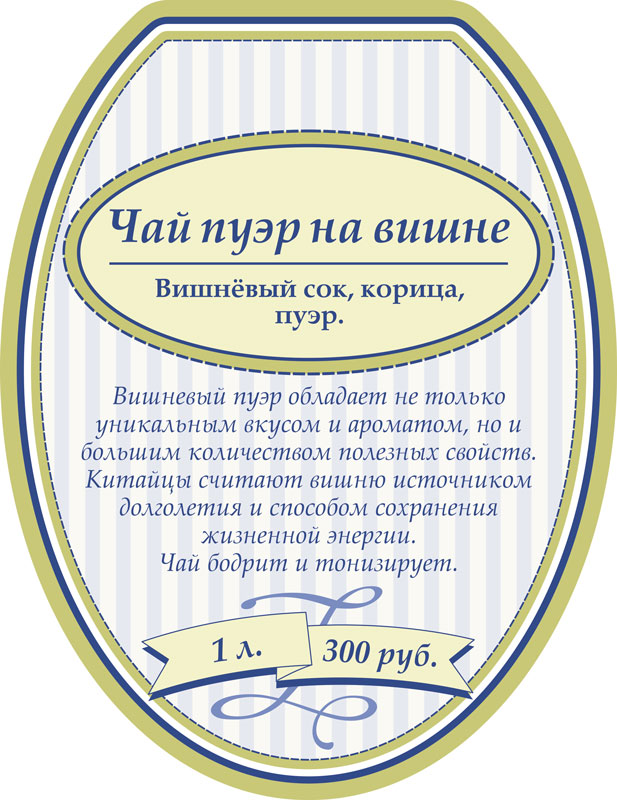 Чай пуэр на вишне
Вишнёвый сок, корица,
пуэр.
Вишневый пуэр обладает не только
уникальным вкусом и ароматом, но и
большим количеством полезных свойств.
Китайцы считают вишню источником
долголетия и способом сохранения
жизненной энергии.
Чай бодрит и тонизирует.
1 л. 300 руб.